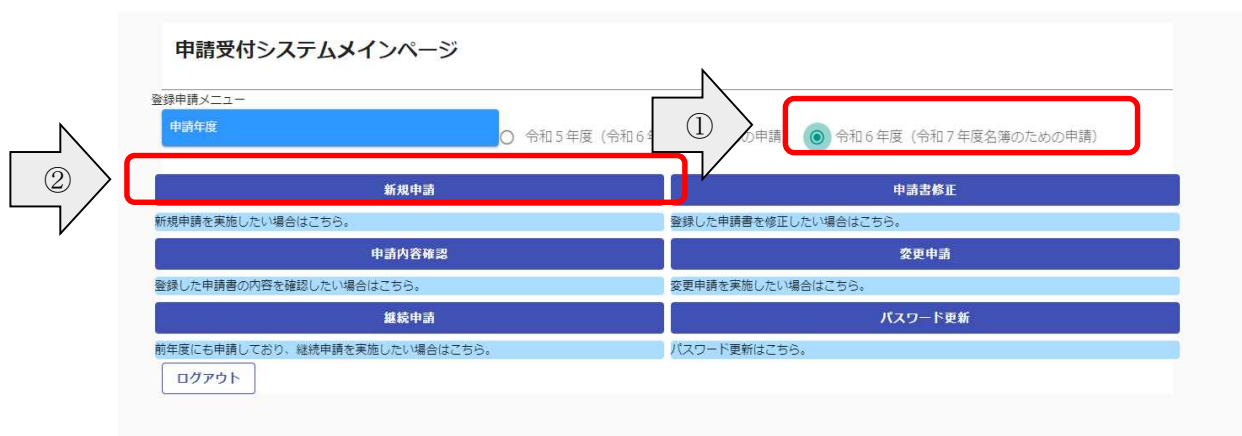 申請受付システムメインページ
登録申請メニュー
申請年度
令和5年度（令和6
①
の申請
令和6年度（令和7年度名簿のための申請）
②
新規申請
申請書修正
新規申請を実施したい場合はこちら。
登録した申請書を修正したい場合はこちら。
申請内容確認
変更申請
登録した申請書の内容を確認したい場合はこちら。
変更申請を実施したい場合はこちら。
継続申請
パスワード更新
前年度にも申請しており、継続申請を実施したい場合はこちら。
パスワード更新はこちら。
ログアウト